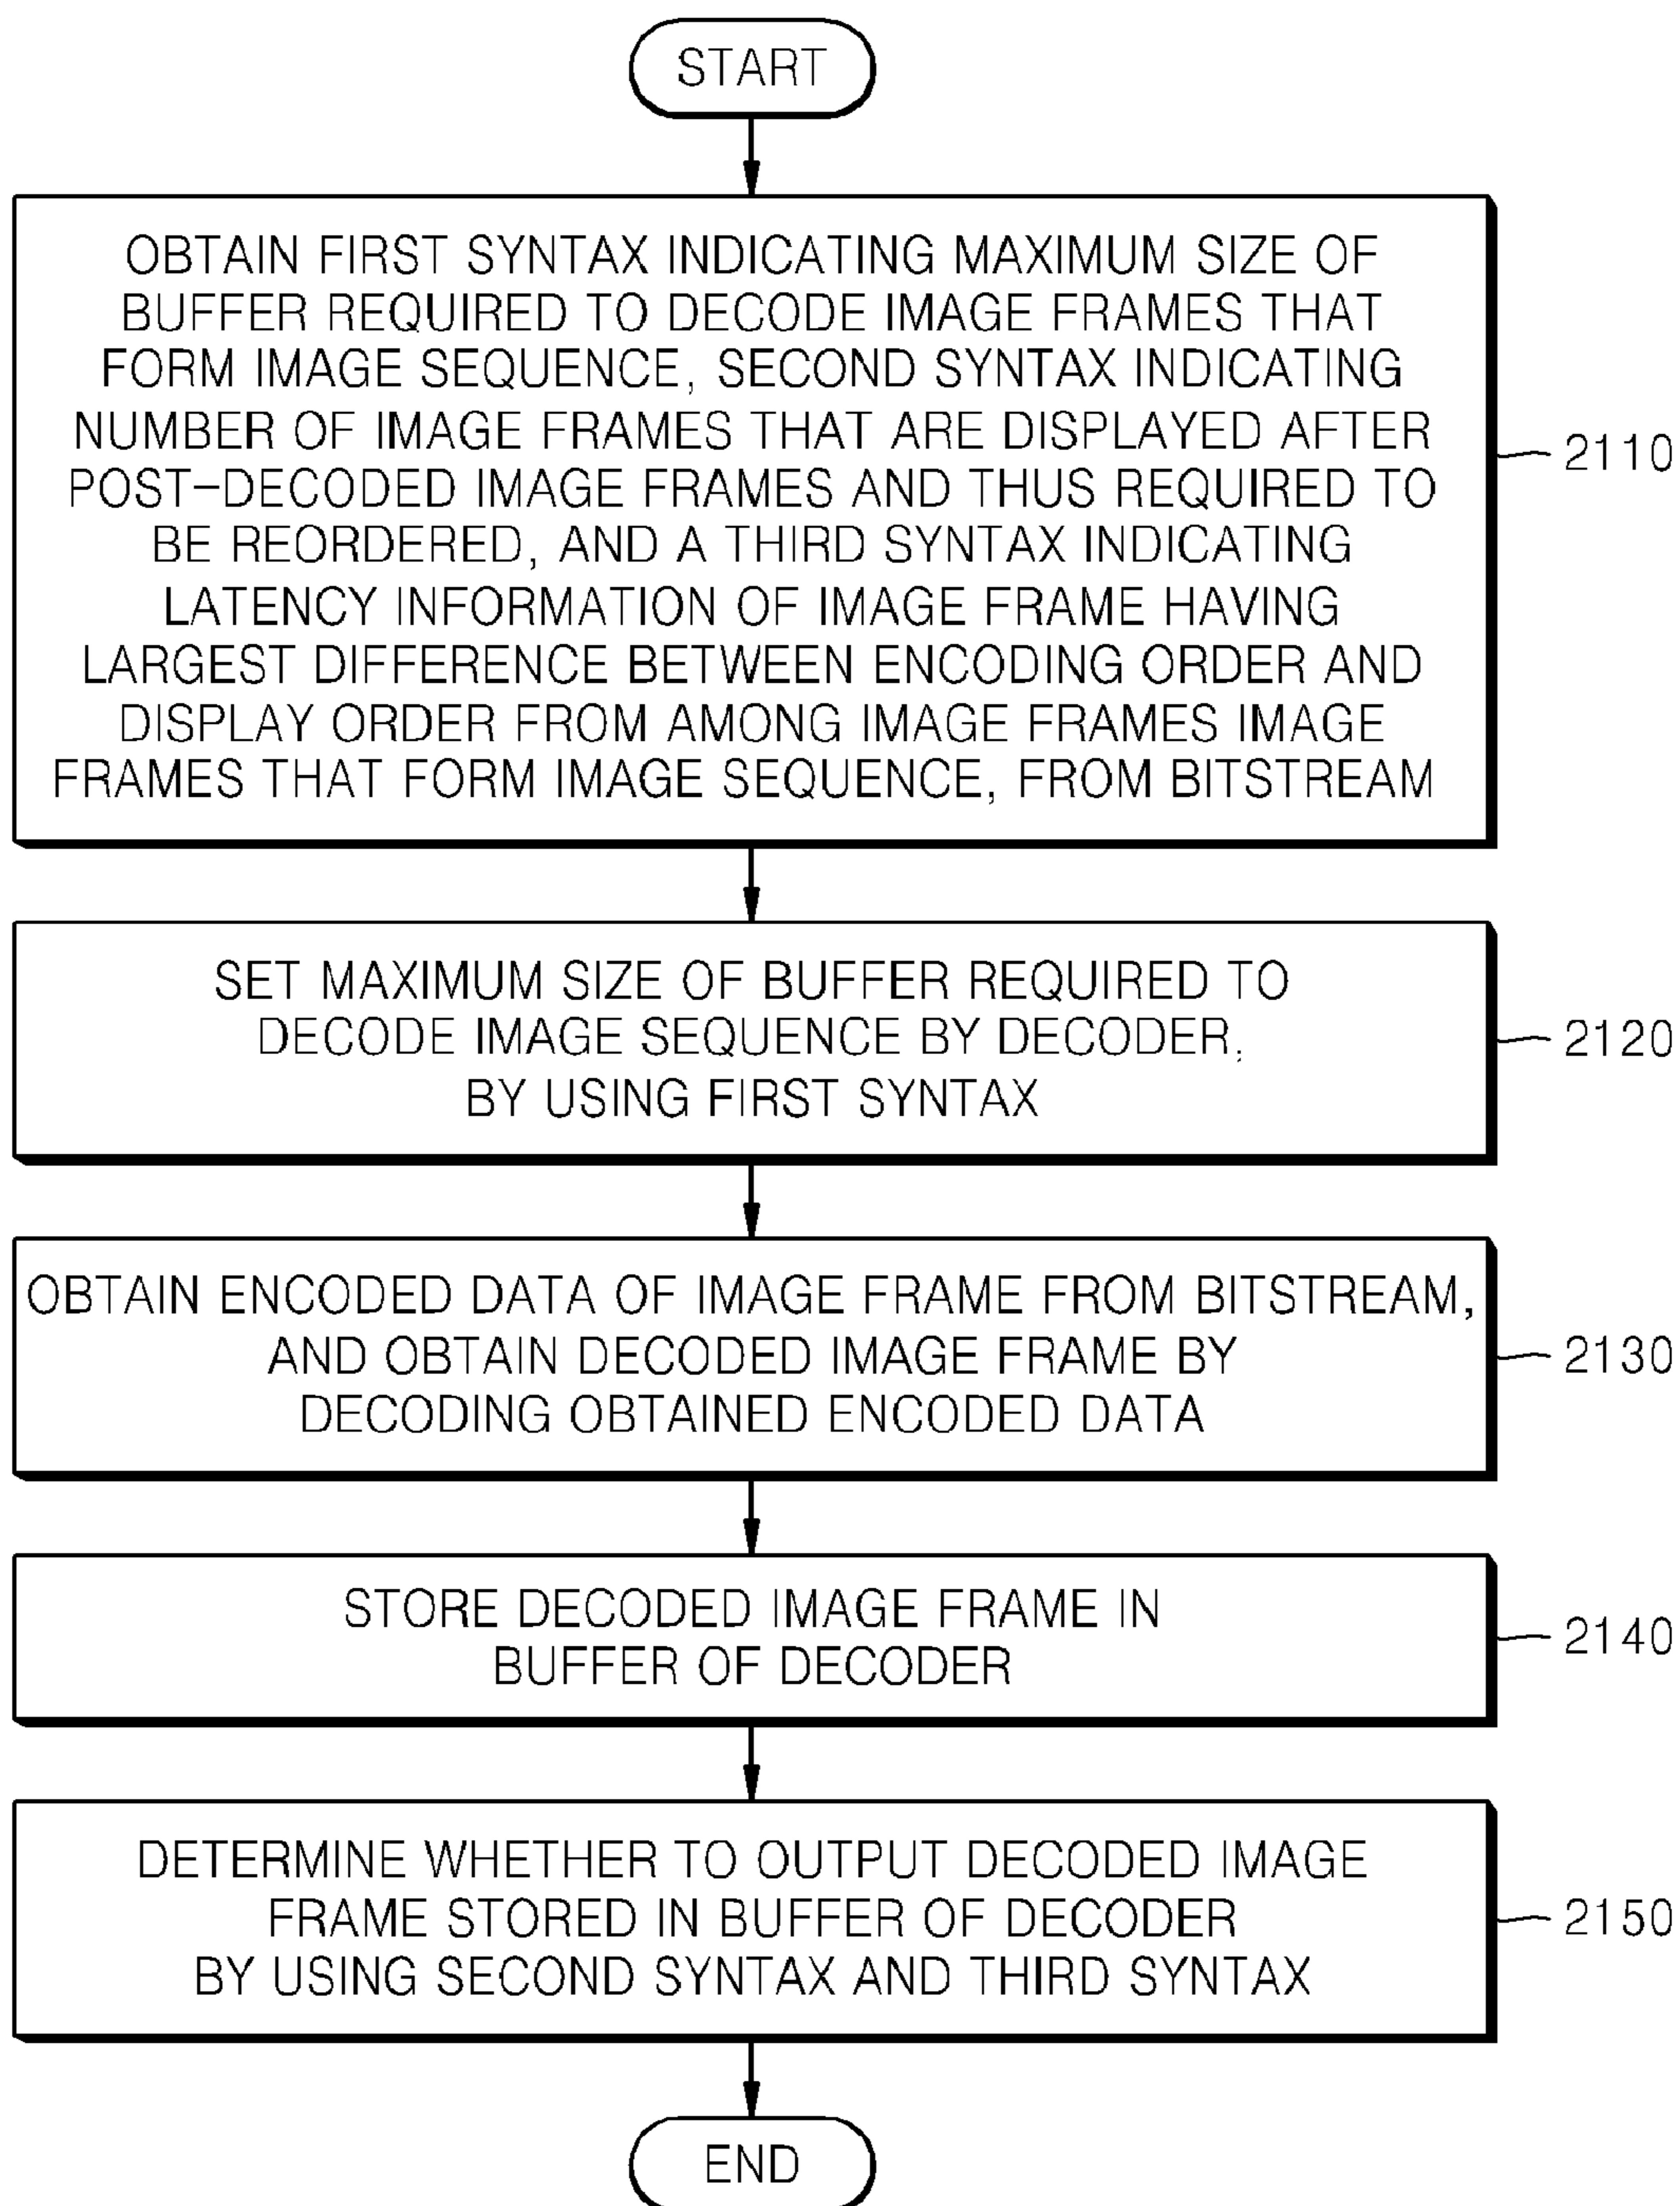 START
OBTAIN FIRST SYNTAX INDICATING MAXIMUM SIZE OF
BUFFER REQUIRED TO DECODE IMAGE FRAMES THAT
FORM IMAGE SEQUENCE, SECOND SYNTAX INDICATING
NUMBER OF IMAGE FRAMES THAT ARE DISPLAYED AFTER
POST-DECODED IMAGE FRAMES AND THUS REQUIRED TO
BE REORDERED, AND A THIRD SYNTAX INDICATING
LATENCY INFORMATION OF IMAGE FRAME HAVING
LARGEST DIFFERENCE BETWEEN ENCODING ORDER AND
DISPLAY ORDER FROM AMONG IMAGE FRAMES IMAGE
FRAMES THAT FORM IMAGE SEQUENCE, FROM BITSTREAM
2110
SET MAXIMUM SIZE OF BUFFER REQUIRED TO
DECODE IMAGE SEQUENCE BY DECODER,
BY USING FIRST SYNTAX
2120
OBTAIN ENCODED DATA OF IMAGE FRAME FROM BITSTREAM,
AND OBTAIN DECODED IMAGE FRAME BY
DECODING OBTAINED ENCODED DATA
2130
STORE DECODED IMAGE FRAME IN
BUFFER OF DECODER
2140
DETERMINE WHETHER TO OUTPUT DECODED IMAGE
FRAME STORED IN BUFFER OF DECODER
BY USING SECOND SYNTAX AND THIRD SYNTAX
2150
END